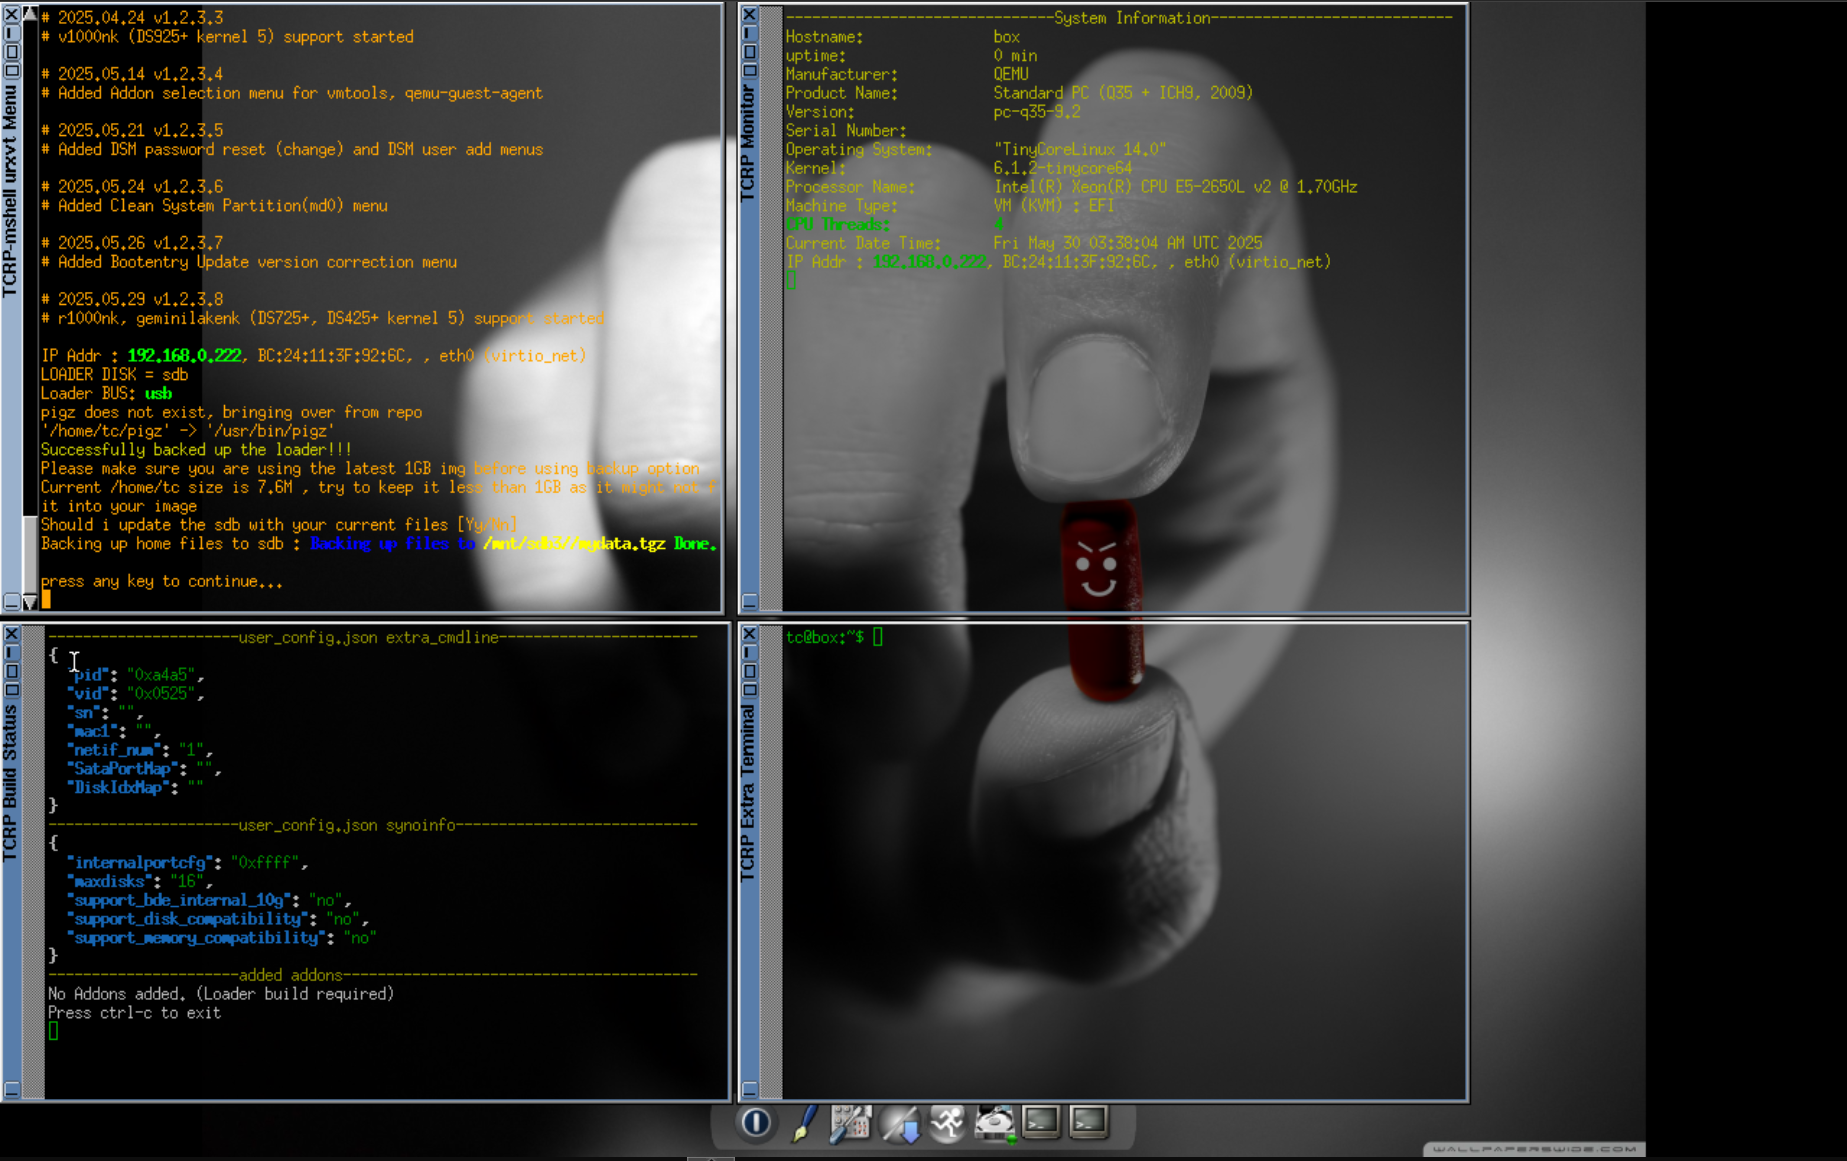 TCRP-mshell urxvt Menu
# 2025.04.24 v1.2.3.3
# v1000nk (DS925+ kernel 5) support started
# 2025.05.14 v1.2.3.4
# Added Addon selection menu for vmtools, qemu-guest-agent
# 2025.05.21 v1.2.3.5
# Added DSM password reset (change) and DSM user add menus
# 2025.05.24 v1.2.3.6
# Added Clean System Partition(md0) menu
# 2025.05.26 v1.2.3.7
# Added Bootentry Update version correction menu
# 2025.05.29 v1.2.3.8
# r1000nk, geminilakenk (DS725+, DS425+ kernel 5) support started
IP Addr : 192.168.0.222, BC:24:11:3F:92:6C, , eth0 (virtio_net)
LOADER DISK = sdb
Loader BUS: usb
pigz does not exist, bringing over from repo
'/home/tc/pigz' -> '/usr/bin/pigz'
Successfully backed up the loader!!!
Please make sure you are using the latest 1GB img before using backup option
Current /home/tc size is 7.6M , try to keep it less than 1GB as it might not f
it into your image
Should i update the sdb with your current files [Yy/Nn]
Backing up home files to sdb : Backing up files to /mnt/sdb3//mydata.tgz Done.
press any key to continue...
TCRP Monitor
-------------------------------System Information----------------------------
Hostname: box
uptime: 0 min
Manufacturer: QEMU
Product Name: Standard PC (Q35 + ICH9, 2009)
Version: pc-q35-9.2
Serial Number:
Operating System: "TinyCoreLinux 14.0"
Kernel: 6.1.2-tinycore64
Processor Name: Intel(R) Xeon(R) CPU E5-2650L v2 @ 1.70GHz
Machine Type: VM (KVM) : EFI
CPU Threads: 4
Current Date Time: Fri May 30 03:38:04 AM UTC 2025
IP Addr : 192.168.0.222, BC:24:11:3F:92:6C, , eth0 (virtio_net)
TCRP Build Status
----------------------user_config.json extra_cmdline-----------------------
{
"pid": "0xa4a5",
"vid": "0x0525",
"sn": "",
"mac1": "",
"netif_num": "1",
"SataPortMap": "",
"DiskIdxMap": ""
}
----------------------user_config.json synoinfo----------------------------
{
"internalportcfg": "0xffff",
"maxdisks": "16",
"support_bde_internal_10g": "no",
"support_disk_compatibility": "no",
"support_memory_compatibility": "no"
}
----------------------added addons-----------------------------------------
No Addons added. (Loader build required)
Press ctrl-c to exit
TCRP Extra Terminal
tc@box:~$
WALLPAPERSWIDE.COM